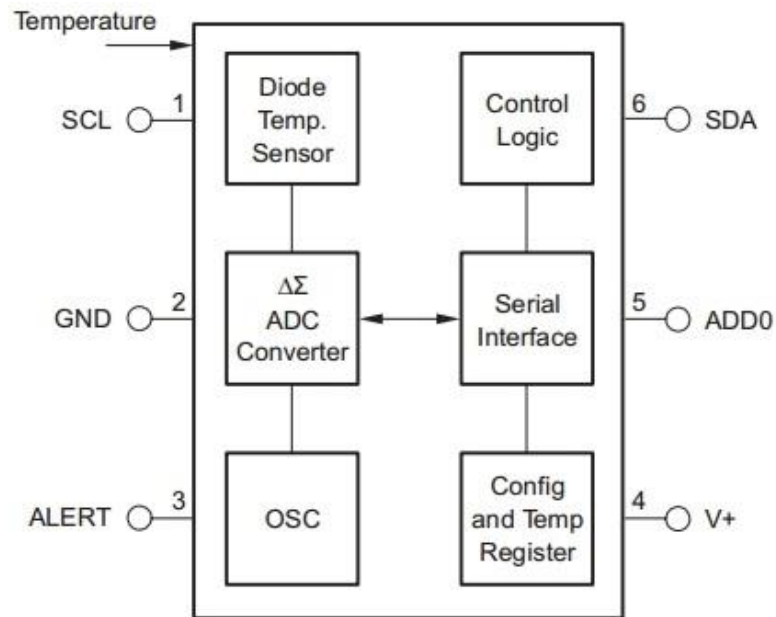 Temperature
1
SCL
Diode
Temp.
Sensor
Control
Logic
6
SDA
2
GND
ΔΣ
ADC
Converter
Serial
Interface
5
ADD0
3
ALERT
OSC
Config
and Temp
Register
4
V+